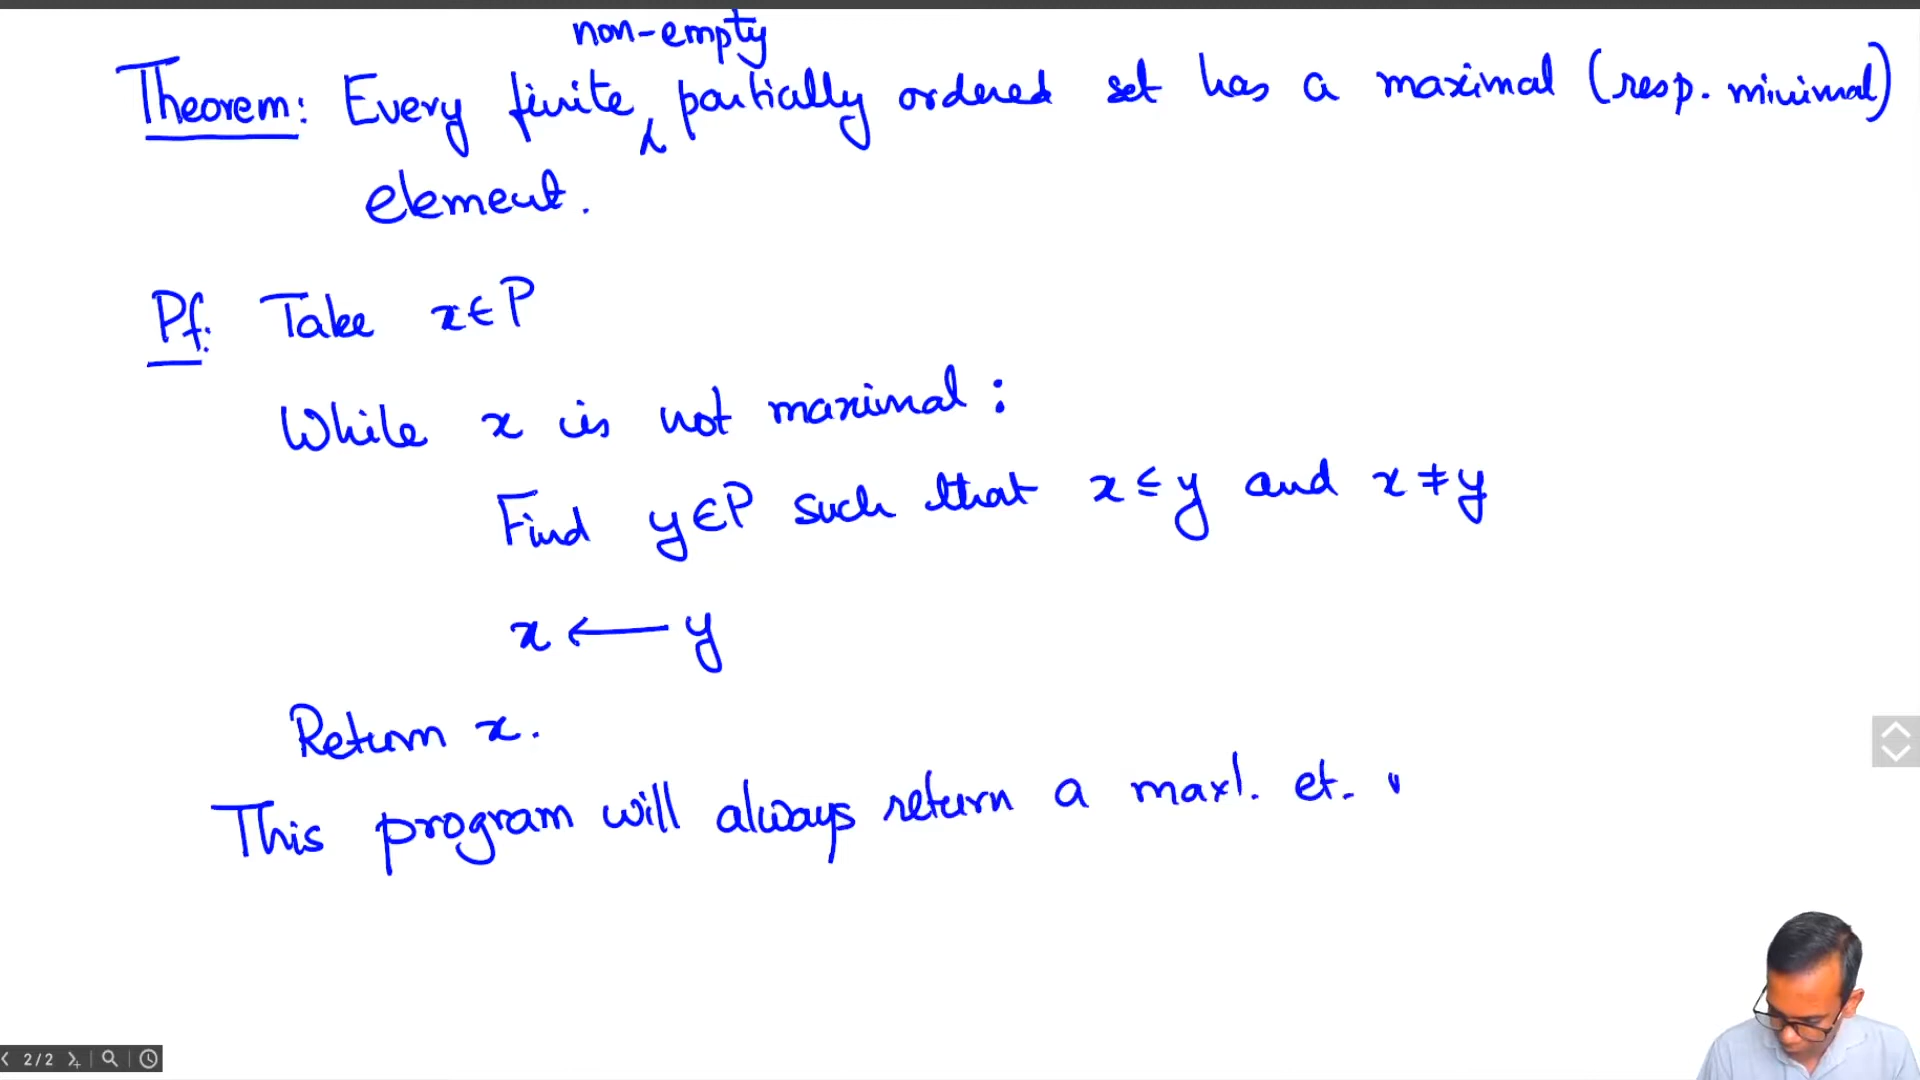 non-empty
Theorem: Every finite partially ordered set has a maximal (resp. minimal)
element.
Pf: Take x∈P
While x is not maximal:
Find y∈P such that x≤y and x≠y
x ⟵ y
Return x.
This program will always return a maxl. et.
2/2